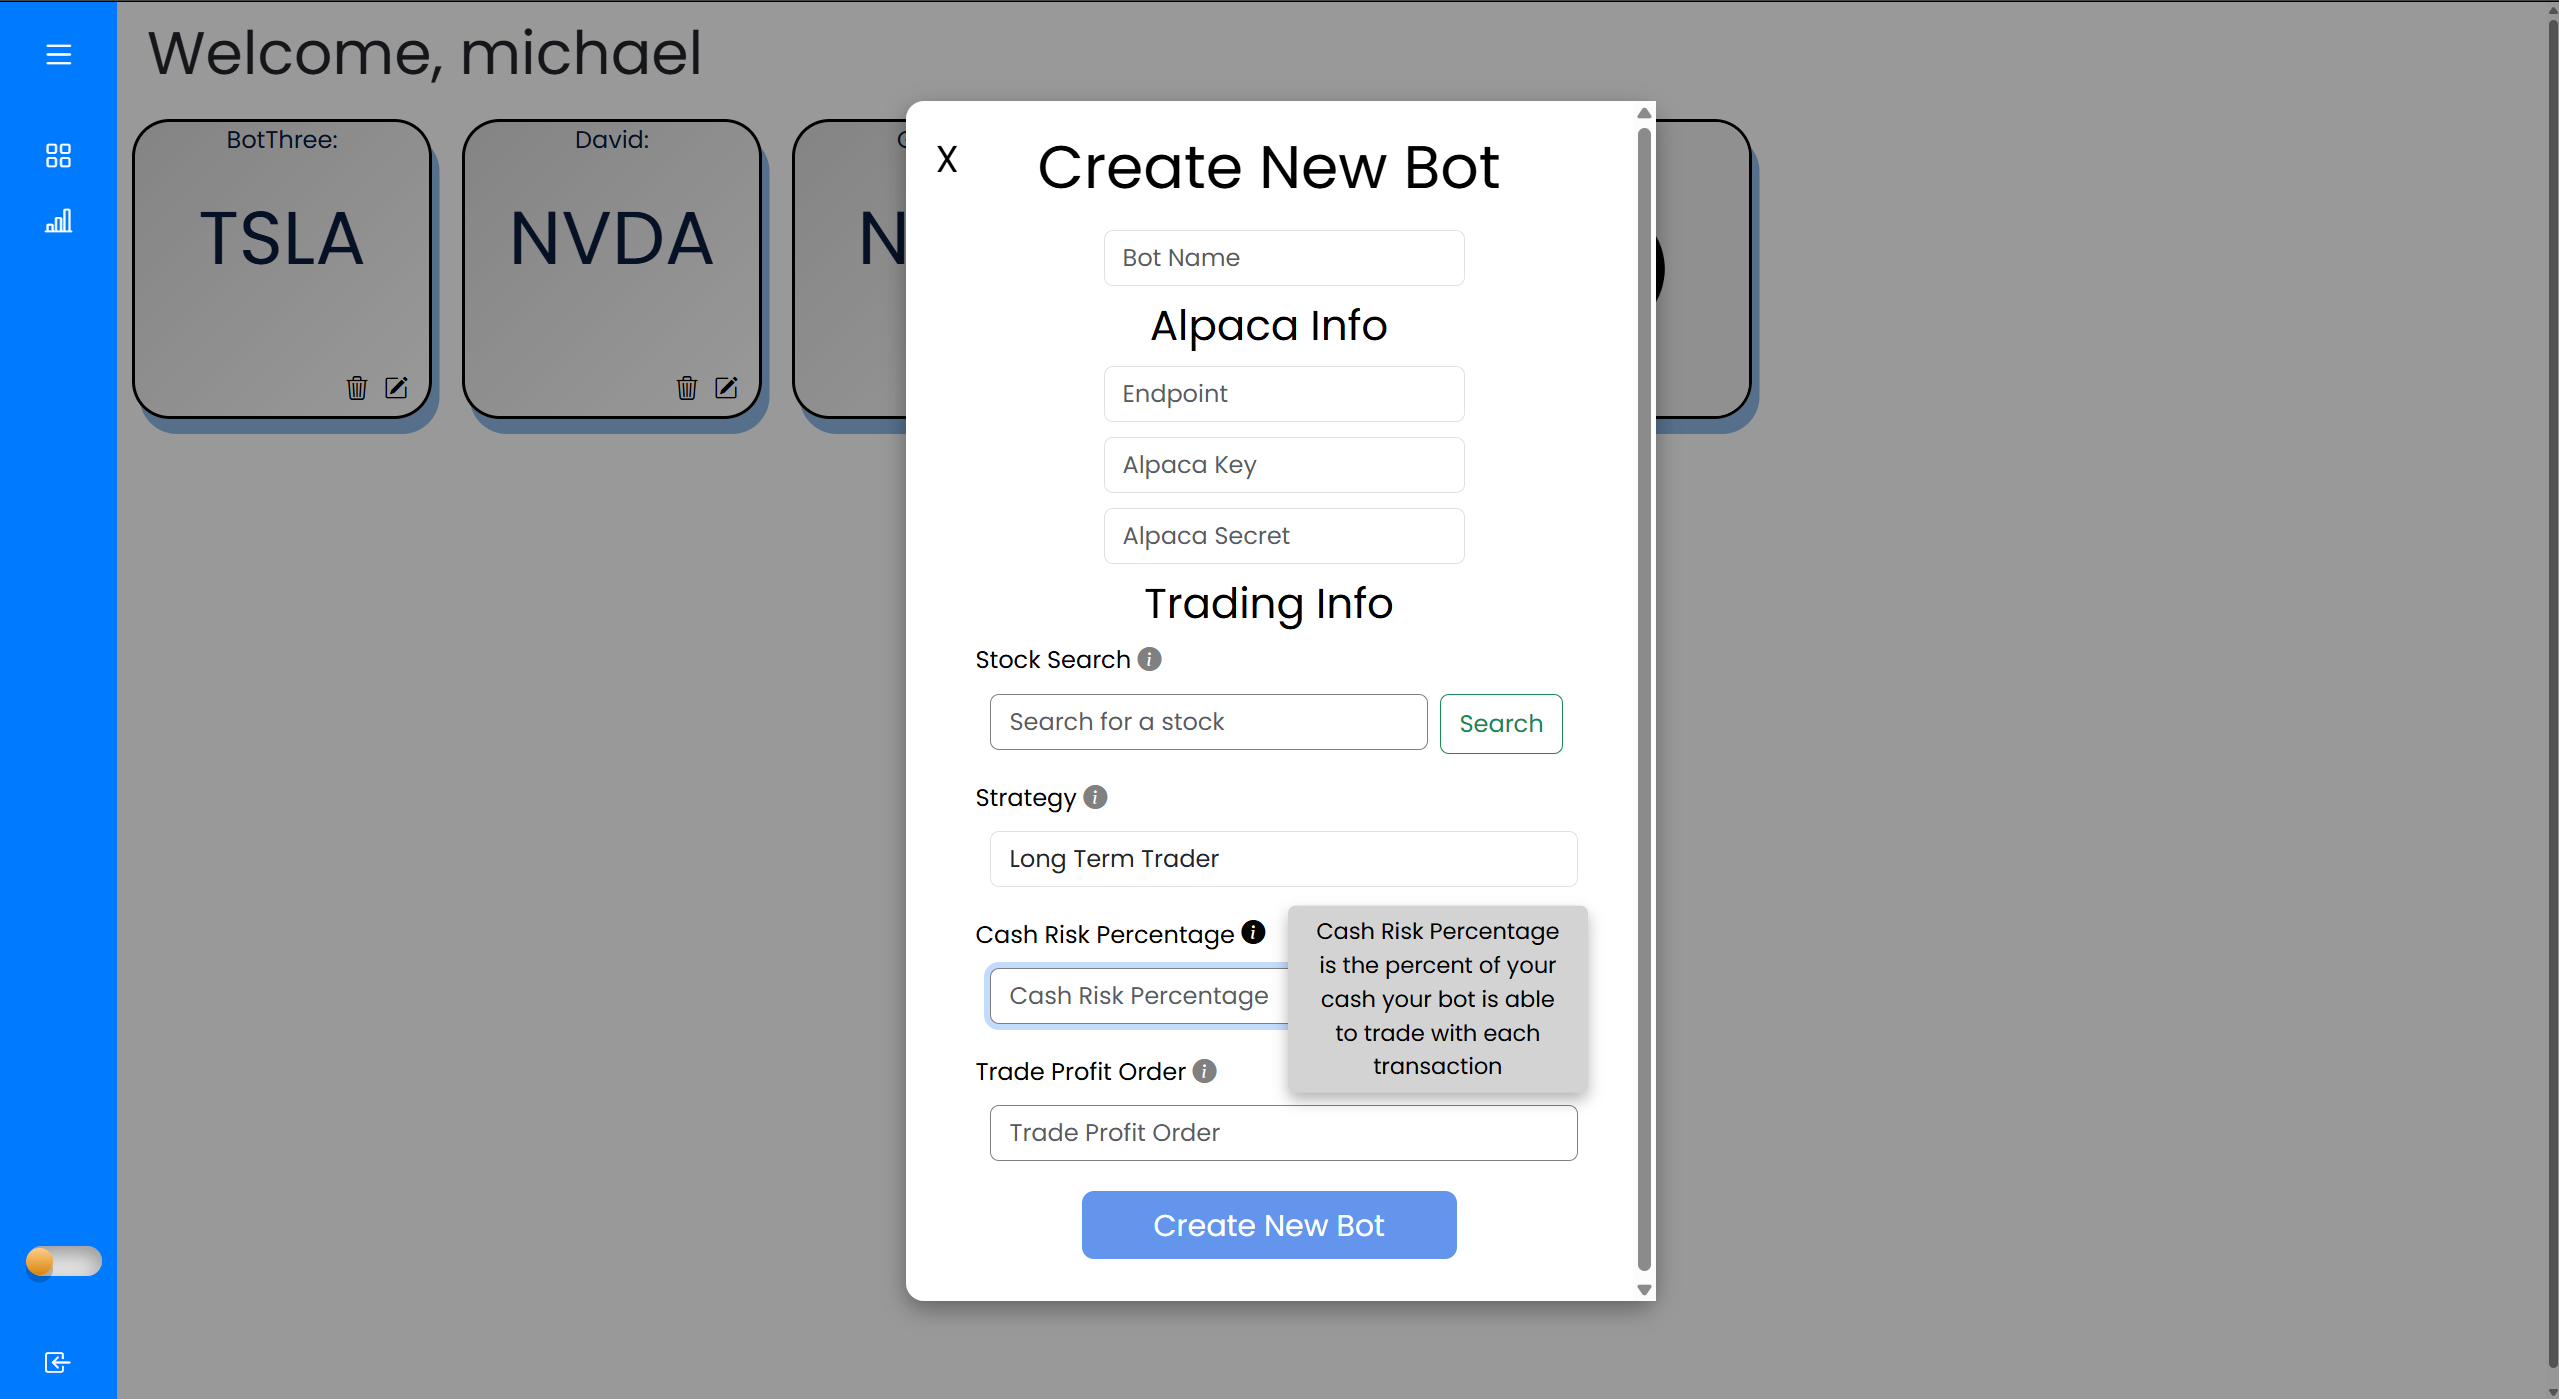 Welcome, michael
BotThree:
TSLA
David:
NVDA
X
Create New Bot
Bot Name
Alpaca Info
Endpoint
Alpaca Key
Alpaca Secret
Trading Info
Stock Search
Search for a stock
Search
Strategy
Long Term Trader
Cash Risk Percentage
Cash Risk Percentage
Cash Risk Percentage
is the percent of your
cash your bot is able
to trade with each
transaction
Trade Profit Order
Trade Profit Order
Create New Bot